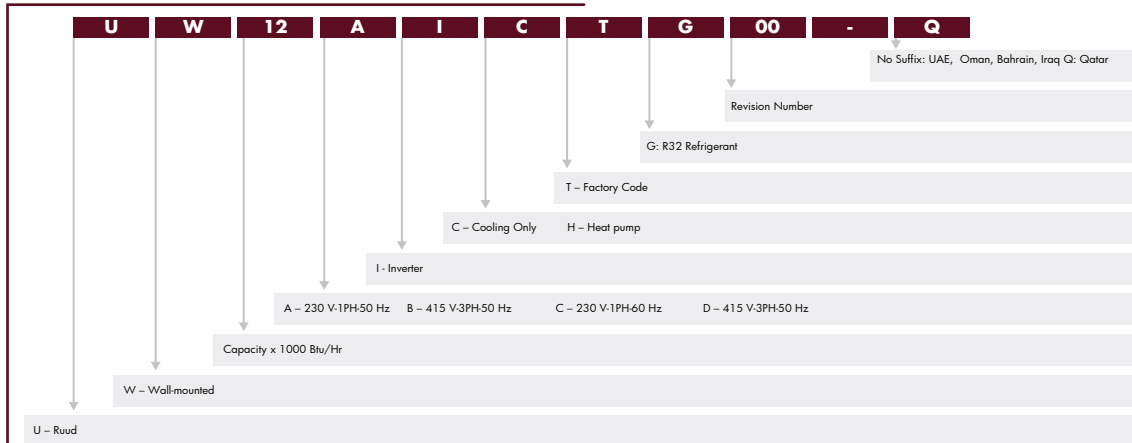 U W 12 A I C T G 00 - Q
No Suffix: UAE, Oman, Bahrain, Iraq Q: Qatar
Revision Number
G: R32 Refrigerant
T – Factory Code
C – Cooling Only H – Heat pump
I - Inverter
A – 230 V-1PH-50 Hz B – 415 V-3PH-50 Hz C – 230 V-1PH-60 Hz D – 415 V-3PH-50 Hz
Capacity x 1000 Btu/Hr
W – Wall-mounted
U – Ruud